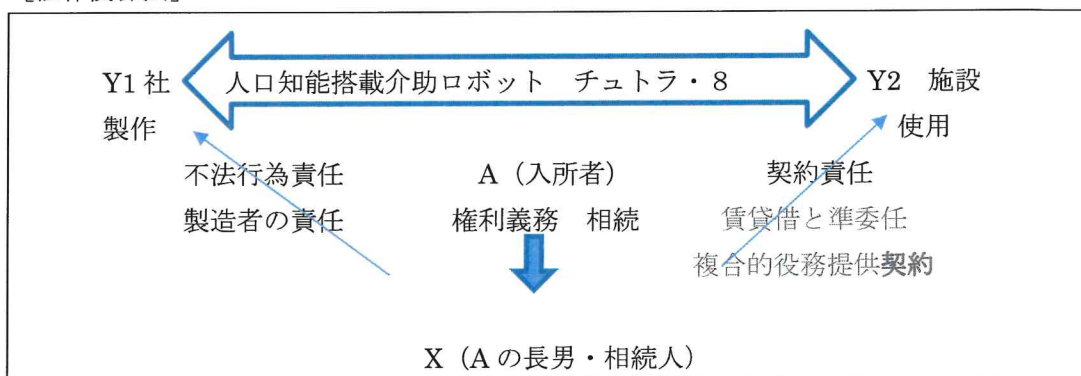 Y1 社 人口知能搭載介助ロボット チュトラ・8 Y2 施設
製作 使用
不法行為責任 A（入所者） 契約責任
製造者の責任 権利義務 相続 賃貸借と準委任
複合的役務提供契約
X（A の長男・相続人）